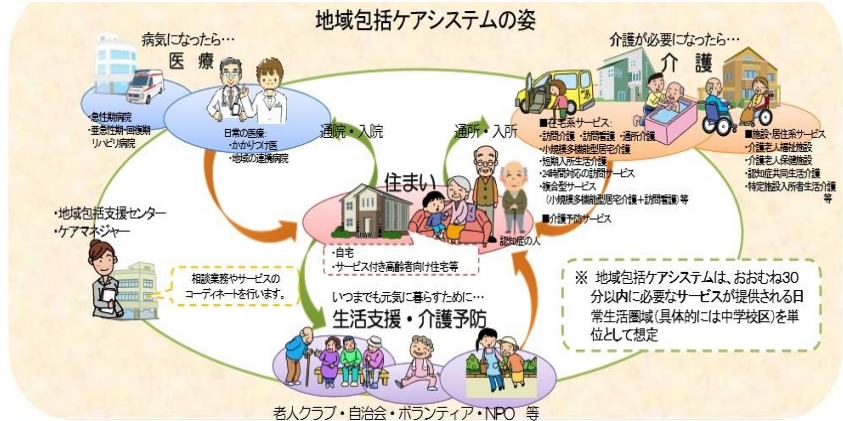 地域包括ケアシステムの姿
病気になったら…
医 療
・急性期病院
・亜急性期・回復期
リハビリ病院
日常の医療:
・かかりつけ医
・地域の連携病院
通院・入院
通所・入所
介護が必要になったら…
介 護
■在宅系サービス:
・訪問介護・訪問看護・通所介護
・小規模多機能型居宅介護
・短期入所生活介護
・24時間対応の訪問サービス
・複合型サービス
(小規模多機能型居宅介護+訪問看護)等
■介護予防サービス
■施設・居住系サービス
・介護老人福祉施設
・介護老人保健施設
・認知症共同生活介護
・特定施設入所者生活介護
等
住まい
・自宅
・サービス付き高齢者向け住宅等
認知症の人
・地域包括支援センター
・ケアマネジャー
相談業務やサービスの
コーディネートを行います。
いつまでも元気に暮らすために…
生活支援・介護予防
老人クラブ・自治会・ボランティア・NPO 等
※ 地域包括ケアシステムは、おおむね30
分以内に必要なサービスが提供される日
常生活圏域(具体的には中学校区)を単
位として想定